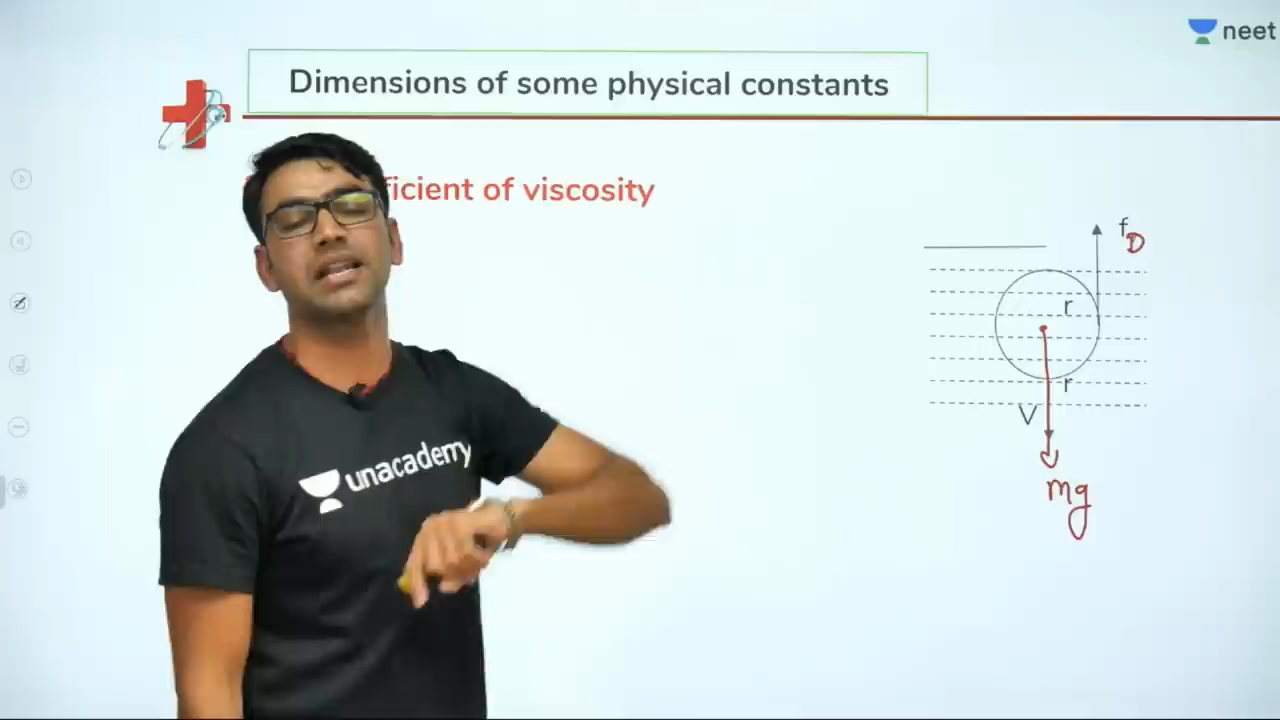 neet
Dimensions of some physical constants
ficient of viscosity
f
D
r
r
V
mg
unacademy